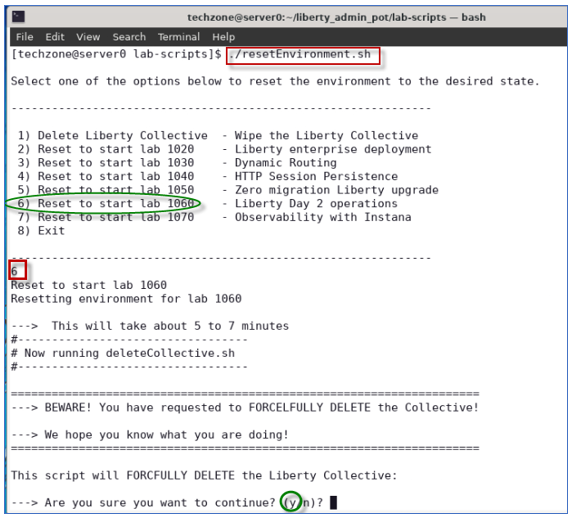 techzone@server0:~/liberty_admin_pot/lab-scripts — bash
File Edit View Search Terminal Help
[techzone@server0 lab-scripts]$ ./resetEnvironment.sh
Select one of the options below to reset the environment to the desired state.
----------------------------------------------------------------
1) Delete Liberty Collective - Wipe the Liberty Collective
2) Reset to start lab 1020 - Liberty enterprise deployment
3) Reset to start lab 1030 - Dynamic Routing
4) Reset to start lab 1040 - HTTP Session Persistence
5) Reset to start lab 1050 - Zero migration Liberty upgrade
6) Reset to start lab 1060 - Liberty Day 2 operations
7) Reset to start lab 1070 - Observability with Instana
8) Exit
----------------------------------------------------------------
6
Reset to start lab 1060
Resetting environment for lab 1060
---> This will take about 5 to 7 minutes
#----------------------------------
# Now running deleteCollective.sh
#----------------------------------
=======================================================================
---> BEWARE! You have requested to FORCELFULLY DELETE the Collective!
---> We hope you know what you are doing!
=======================================================================
This script will FORCFULLY DELETE the Liberty Collective:
---> Are you sure you want to continue? (y/n)?